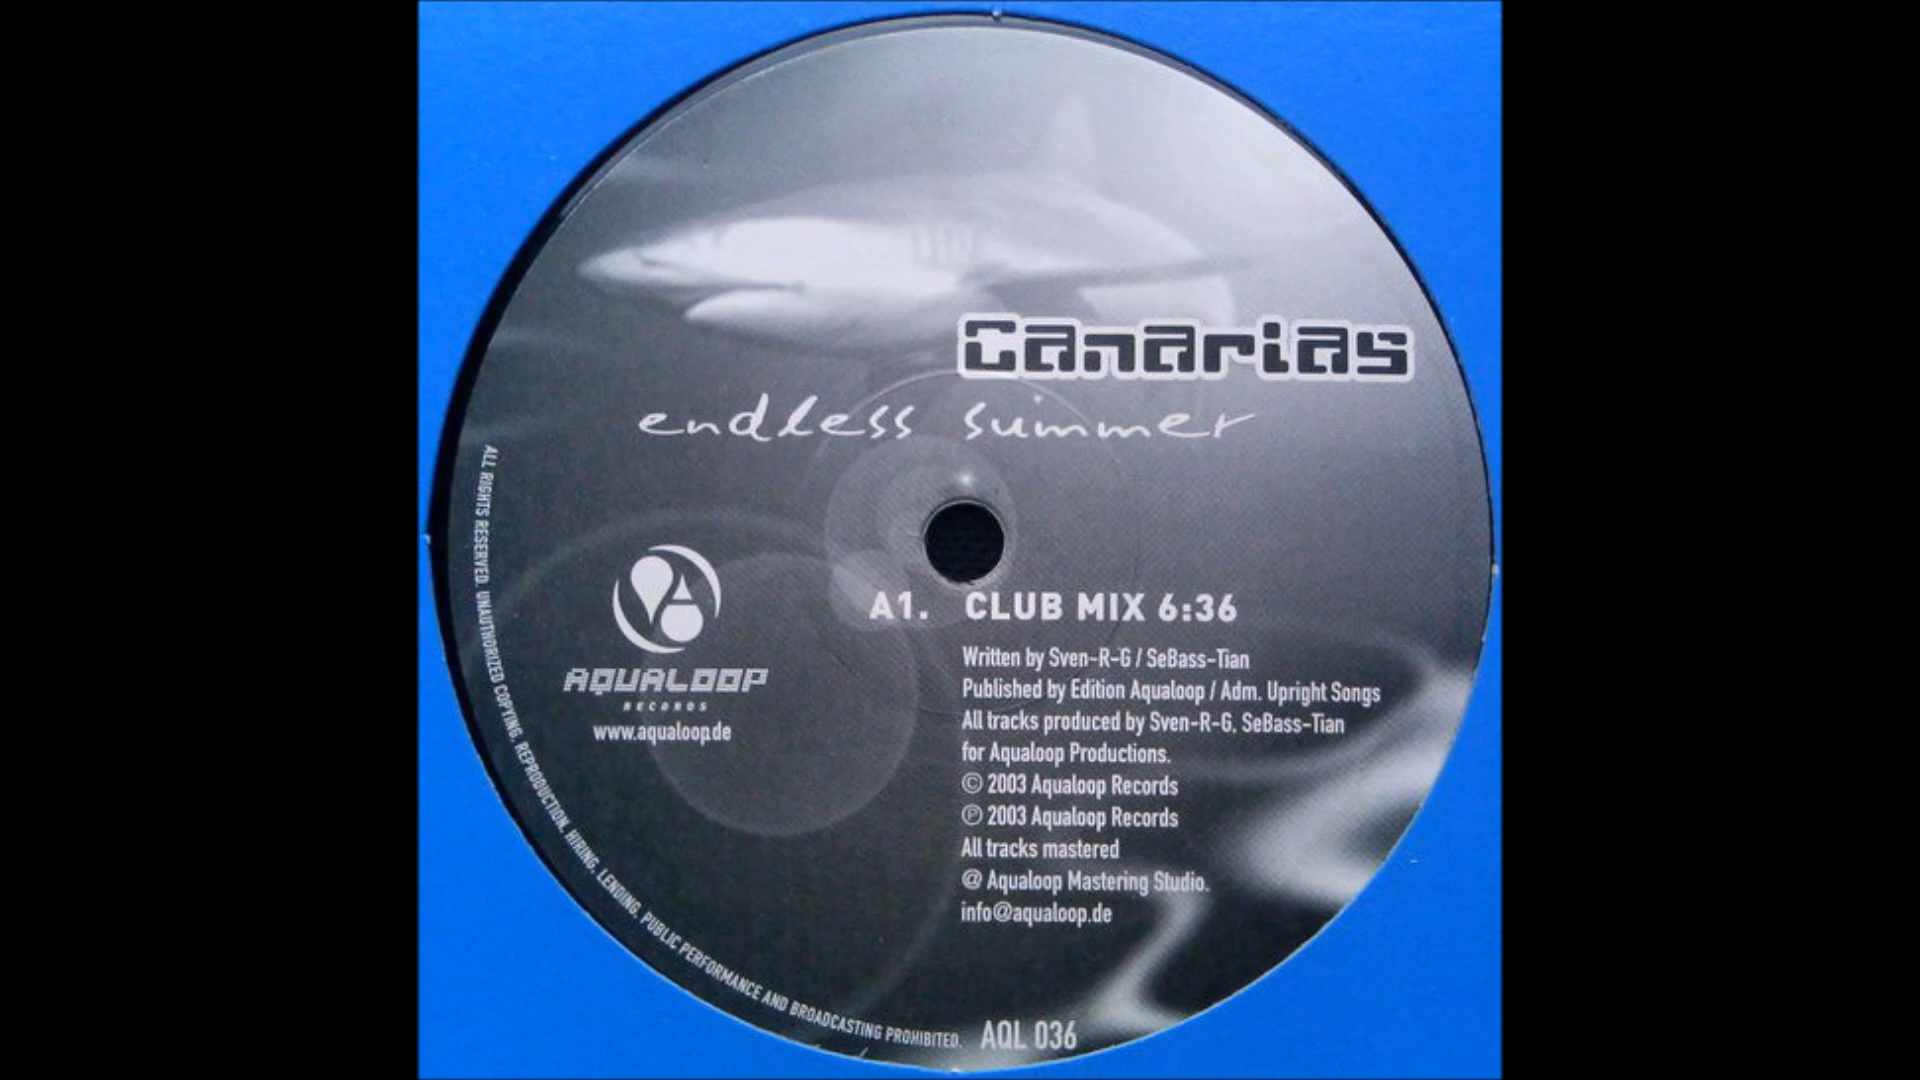 Canarias
endless summer
A1. CLUB MIX 6:36
Written by Sven-R-G / SeBass-Tian
Published by Edition Aqualoop / Adm. Upright Songs
All tracks produced by Sven-R-G, SeBass-Tian
for Aqualoop Productions.
© 2003 Aqualoop Records
℗ 2003 Aqualoop Records
All tracks mastered
@ Aqualoop Mastering Studio.
info@aqualoop.de
AQUALOOP
RECORDS
www.aqualoop.de
ALL RIGHTS RESERVED. UNAUTHORIZED COPYING, REPRODUCTION, HIRING, LENDING, PUBLIC PERFORMANCE AND BROADCASTING PROHIBITED.
AQL 036